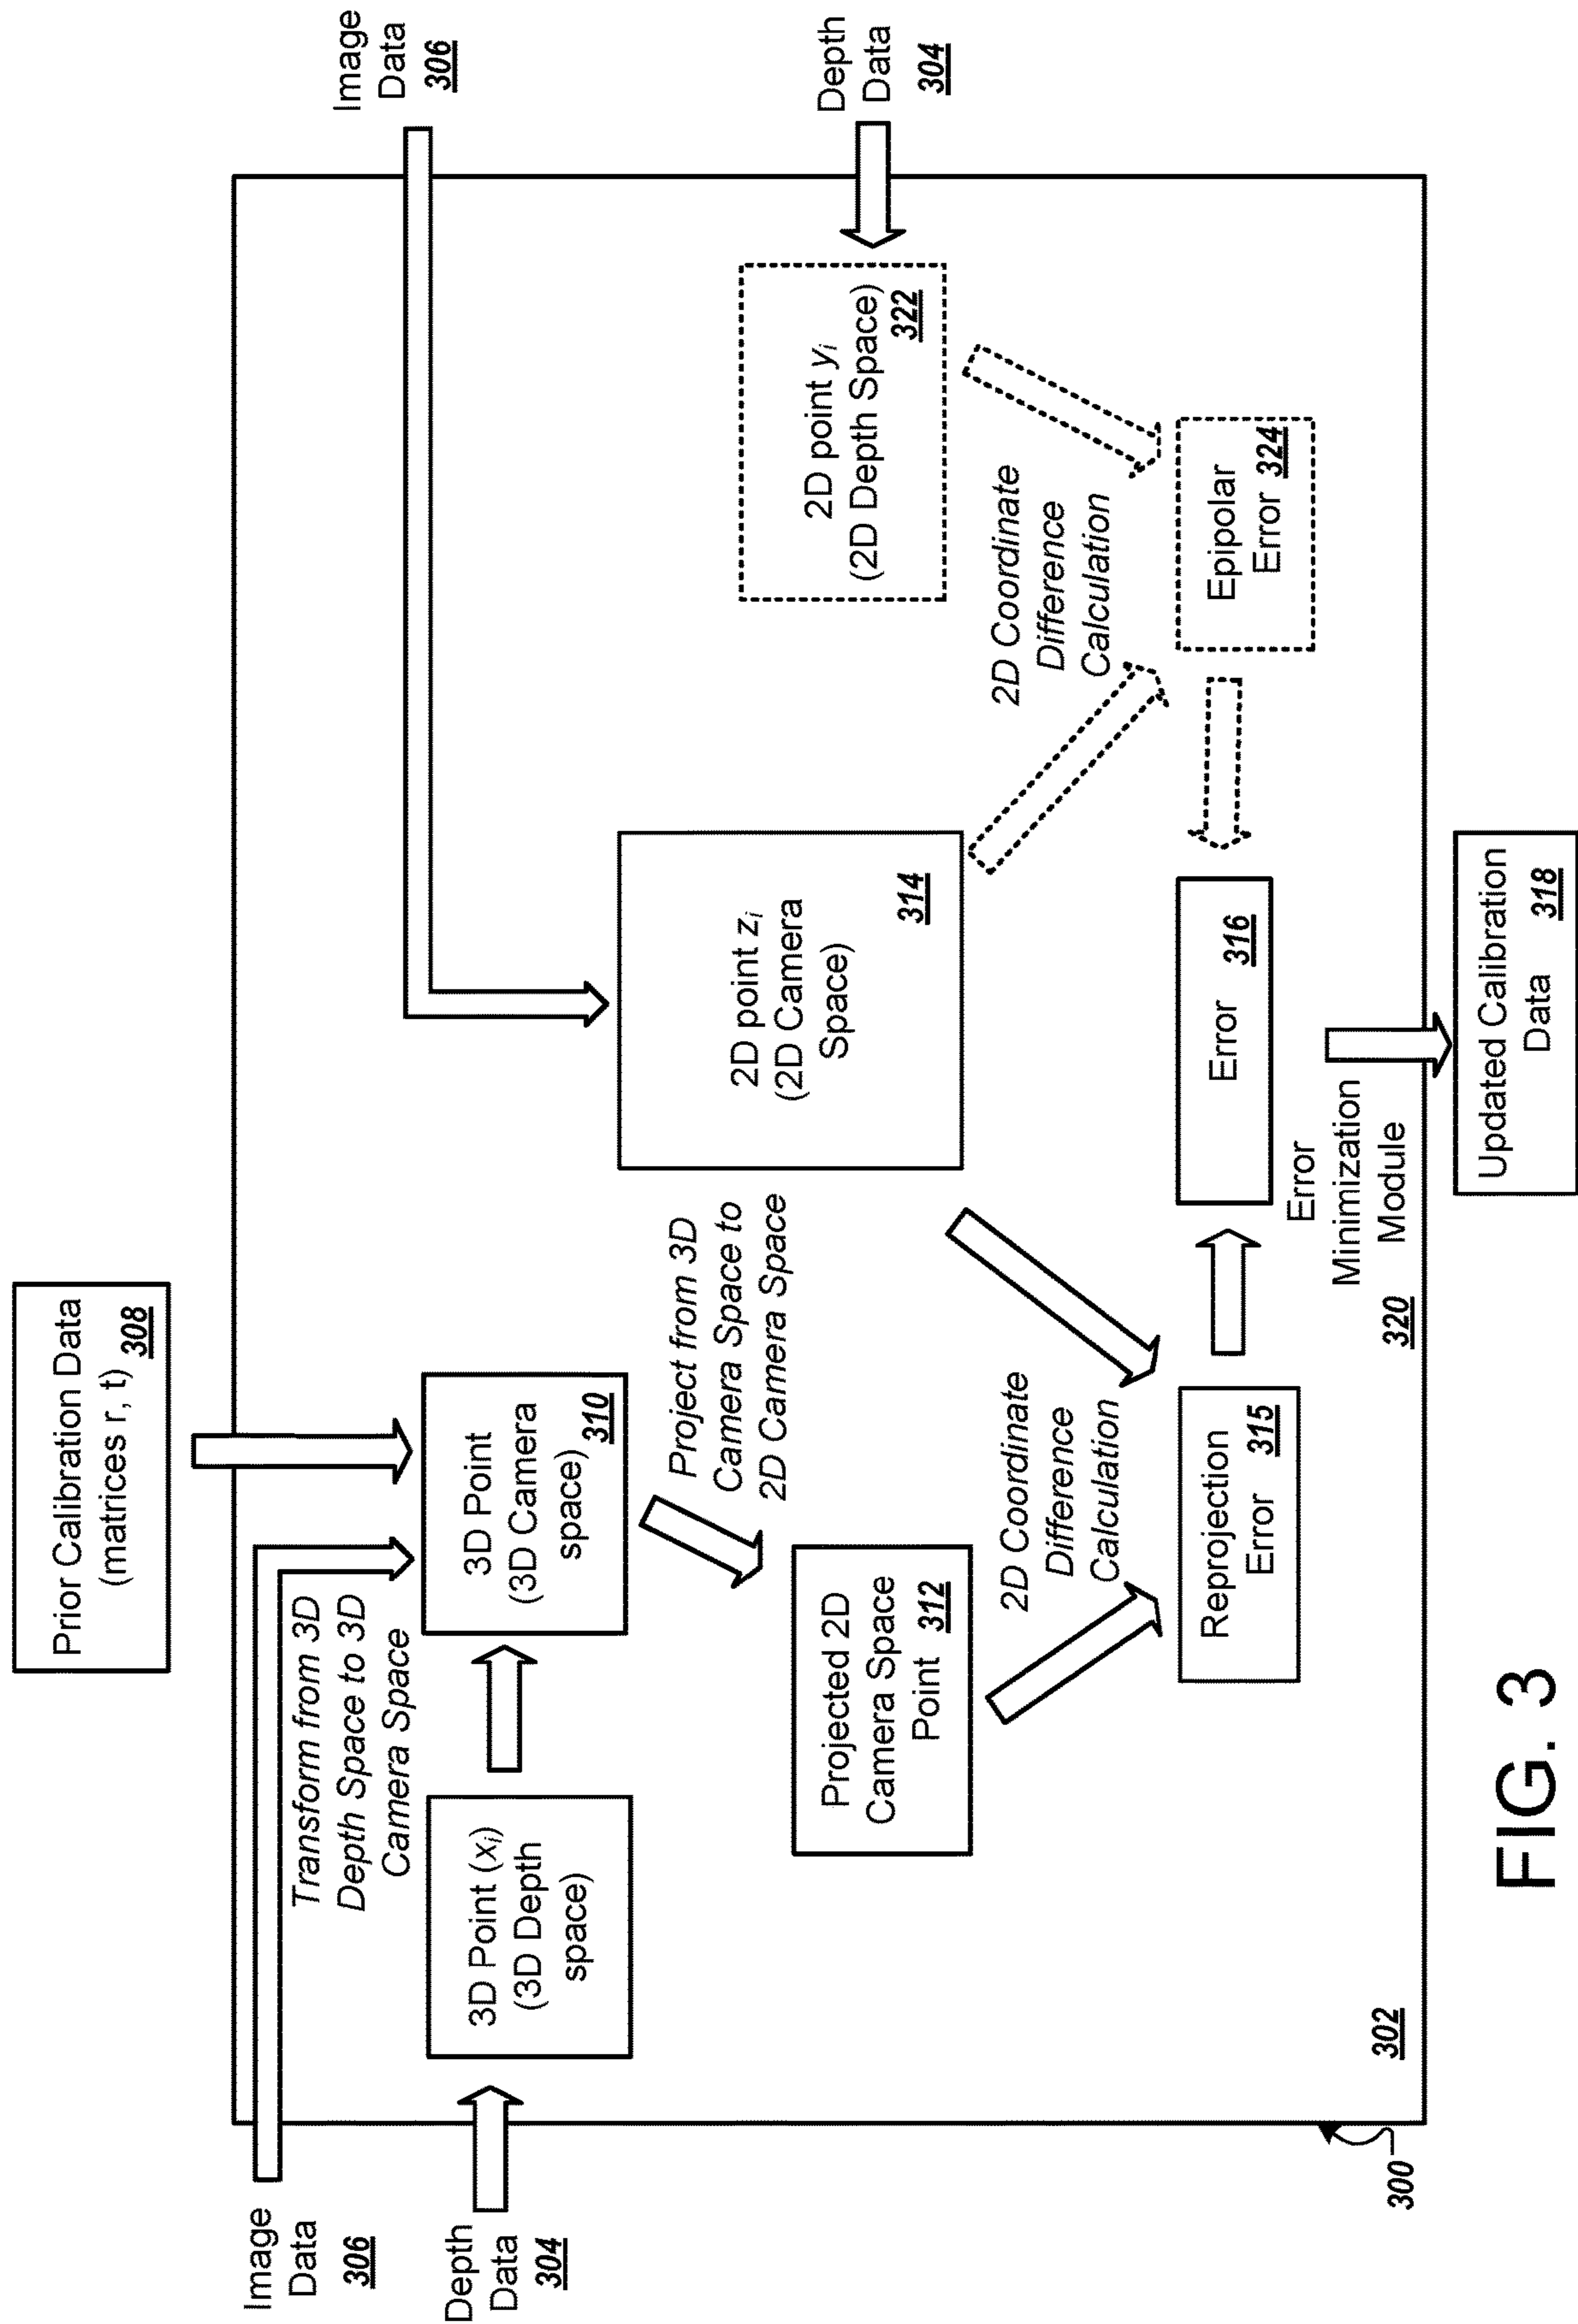 Prior Calibration Data
(matrices r, t)
308
Image
Data
306
Image
Data
306
Transform from 3D
Depth Space to 3D
Camera Space
Depth
Data
304
3D Point (xᵢ)
(3D Depth
space)
3D Point
(3D Camera
space)
310
Project from 3D
Camera Space to
2D Camera Space
2D point zᵢ
(2D Camera
Space)
314
2D point yᵢ
(2D Depth Space)
322
Depth
Data
304
Projected 2D
Camera Space
Point 312
2D Coordinate
Difference
Calculation
2D Coordinate
Difference
Calculation
Reprojection
Error 315
Error 316
Epipolar
Error 324
Error
Minimization
Module
320
302
300
Updated Calibration
Data 318
FIG. 3